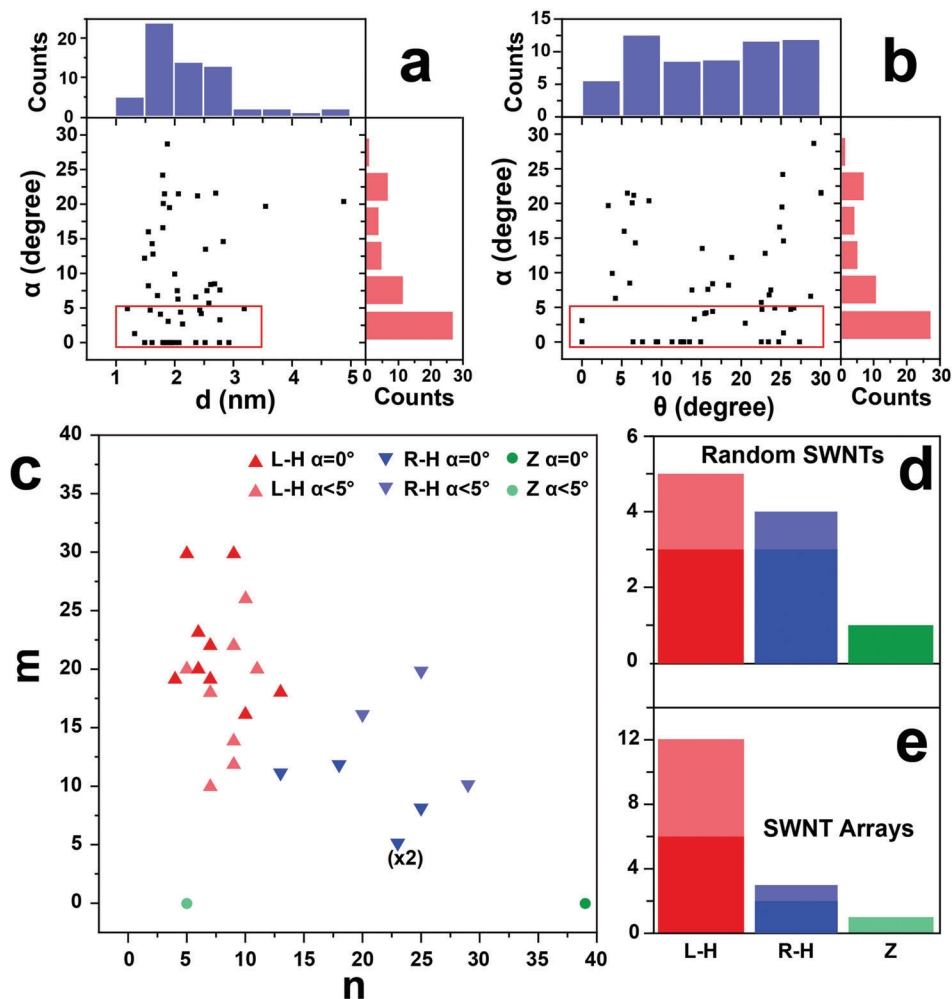 a
Counts
20
10
0
α (degree)
30
25
20
15
10
5
0
1 2 3 4 5
d (nm)
0 10 20 30
Counts
b
Counts
15
10
5
0
α (degree)
30
25
20
15
10
5
0
0 5 10 15 20 25 30
θ (degree)
0 10 20 30
Counts
c
L-H α=0° R-H α=0° Z α=0°
L-H α<5° R-H α<5° Z α<5°
m
40
35
30
25
20
15
10
5
0
(x2)
0 5 10 15 20 25 30 35 40
n
d
Random SWNTs
6
4
2
0
e
SWNT Arrays
12
8
4
0
L-H R-H Z